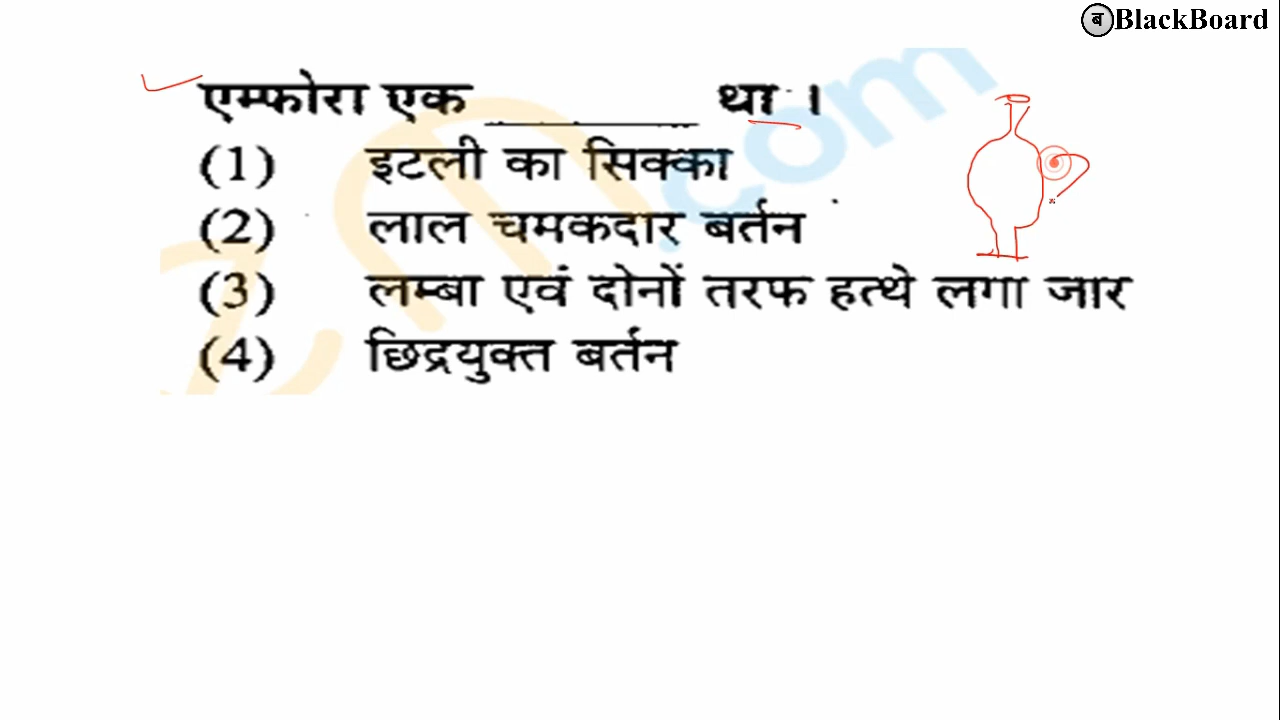 ब BlackBoard
एम्फोरा एक ________ था ।
(1) इटली का सिक्का
(2) लाल चमकदार बर्तन
(3) लम्बा एवं दोनों तरफ हत्थे लगा जार
(4) छिद्रयुक्त बर्तन
.com